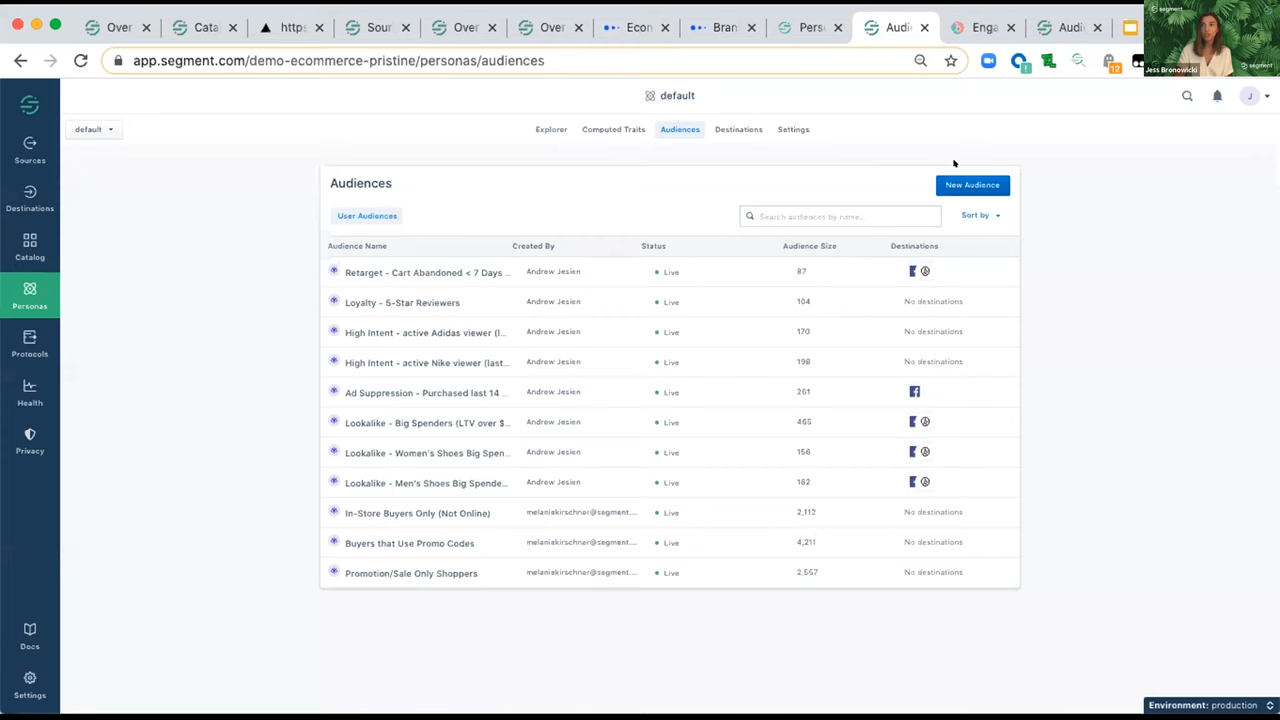 Over
Cata
https
Sour
Over
Over
Econ
Bran
Perso
Audi
Enga
Audi
segment
segment
Jess Bronowicki
app.segment.com/demo-ecommerce-pristine/personas/audiences
12
default
J
default
Explorer
Computed Traits
Audiences
Destinations
Settings
Sources
Destinations
Catalog
Personas
Protocols
Health
Privacy
Docs
Settings
Audiences
New Audience
User Audiences
Search audiences by name...
Sort by
Audience Name Created By Status Audience Size Destinations
Retarget - Cart Abandoned < 7 Days ... Andrew Jesien Live 87
Loyalty - 5-Star Reviewers Andrew Jesien Live 104 No destinations
High Intent - active Adidas viewer (l... Andrew Jesien Live 170 No destinations
High Intent - active Nike viewer (last... Andrew Jesien Live 198 No destinations
Ad Suppression - Purchased last 14 ... Andrew Jesien Live 261
Lookalike - Big Spenders (LTV over $... Andrew Jesien Live 465
Lookalike - Women's Shoes Big Spen... Andrew Jesien Live 156
Lookalike - Men's Shoes Big Spende... Andrew Jesien Live 162
In-Store Buyers Only (Not Online) melaniekirschner@segment.... Live 2,112 No destinations
Buyers that Use Promo Codes melaniekirschner@segment.... Live 4,211 No destinations
Promotion/Sale Only Shoppers melaniekirschner@segment.... Live 2,567 No destinations
Environment: production